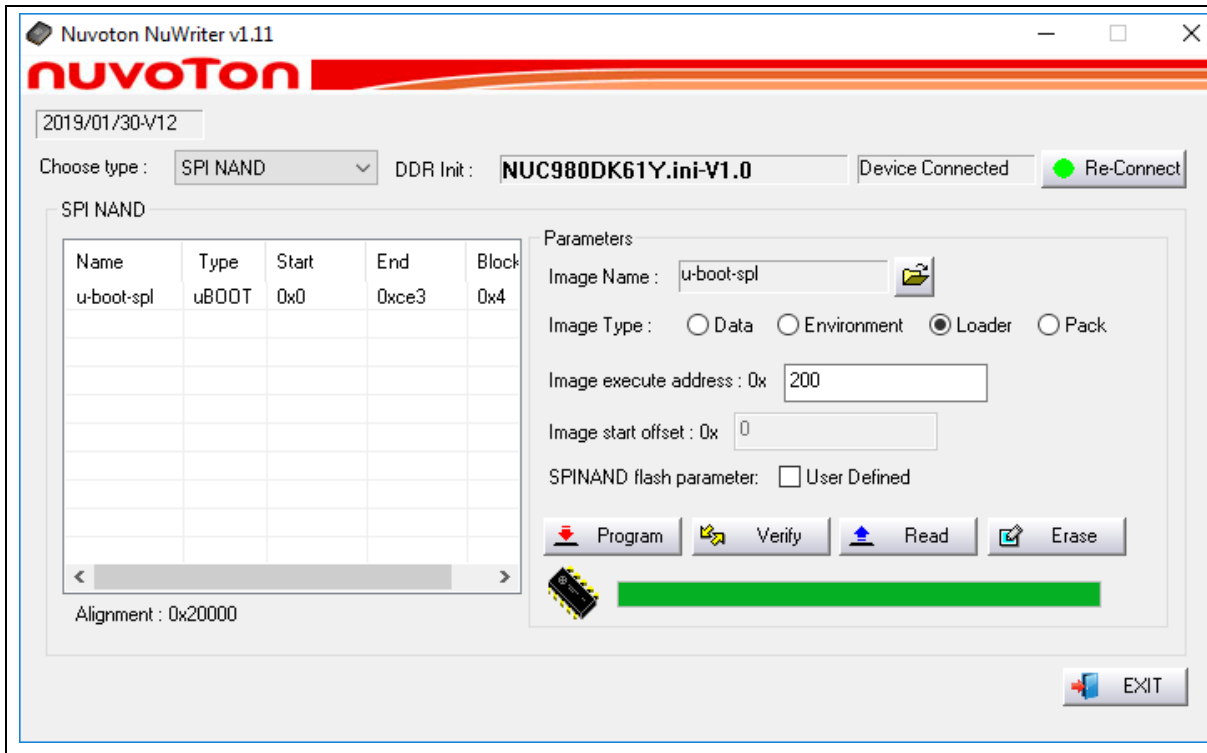 Nuvoton NuWriter v1.11
nuvoTon
2019/01/30-V12
Choose type : SPI NAND DDR Init : NUC980DK61Y.ini-V1.0 Device Connected Re-Connect
SPI NAND
Name Type Start End Block
u-boot-spl uBOOT 0x0 0xce3 0x4
Alignment : 0x20000
Parameters
Image Name : u-boot-spl
Image Type : Data Environment Loader Pack
Image execute address : 0x 200
Image start offset : 0x 0
SPINAND flash parameter: User Defined
Program Verify Read Erase
EXIT